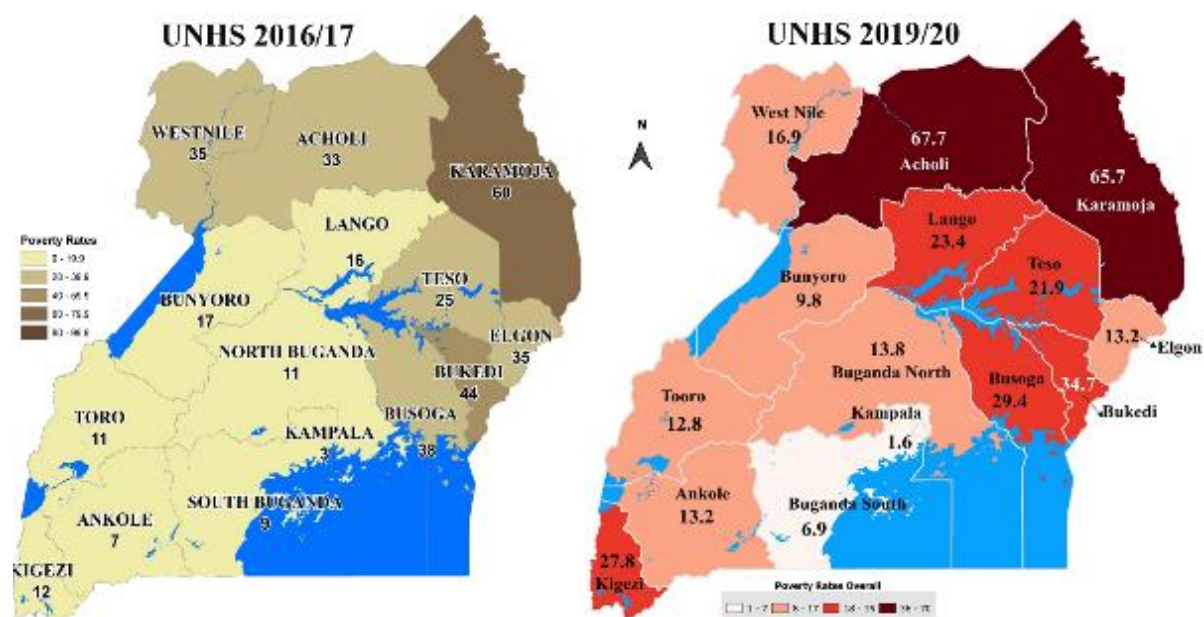 UNHS 2016/17
WESTNILE
35
ACHOLI
33
KARAMOJA
60
LANGO
16
TESO
25
BUNYORO
17
ELGON
35
NORTH BUGANDA
11
BUKEDI
44
BUSOGA
38
TORO
11
KAMPALA
3
SOUTH BUGANDA
9
ANKOLE
7
KIGEZI
12
Poverty Rates
UNHS 2019/20
N
West Nile
16.9
67.7
Acholi
65.7
Karamoja
Lango
23.4
Teso
21.9
Bunyoro
9.8
13.2
Elgon
13.8
Buganda North
Busoga
29.4
34.7
Bukedi
Tooro
12.8
Kampala
1.6
Ankole
13.2
Buganda South
6.9
27.8
Kigezi
Poverty Rates Overall
1 - 7
8 - 17